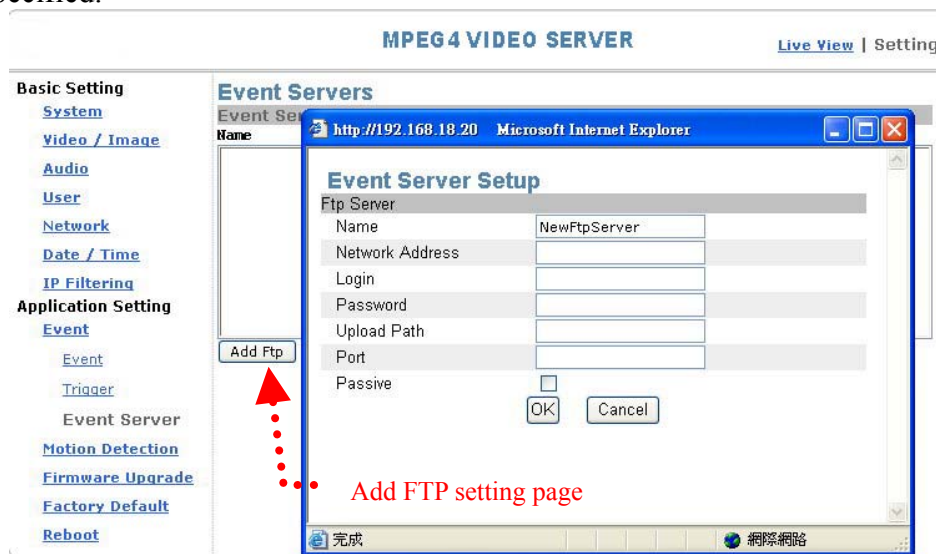 MPEG4 VIDEO SERVER
Live View | Setting
Basic Setting
System
Video / Image
Audio
User
Network
Date / Time
IP Filtering
Application Setting
Event
Event
Trigger
Event Server
Motion Detection
Firmware Upgrade
Factory Default
Reboot
Event Servers
Event Ser
Name
Add Ftp
http://192.168.18.20 Microsoft Internet Explorer
Event Server Setup
Ftp Server
Name NewFtpServer
Network Address
Login
Password
Upload Path
Port
Passive
OK Cancel
Add FTP setting page
完成 網際網路